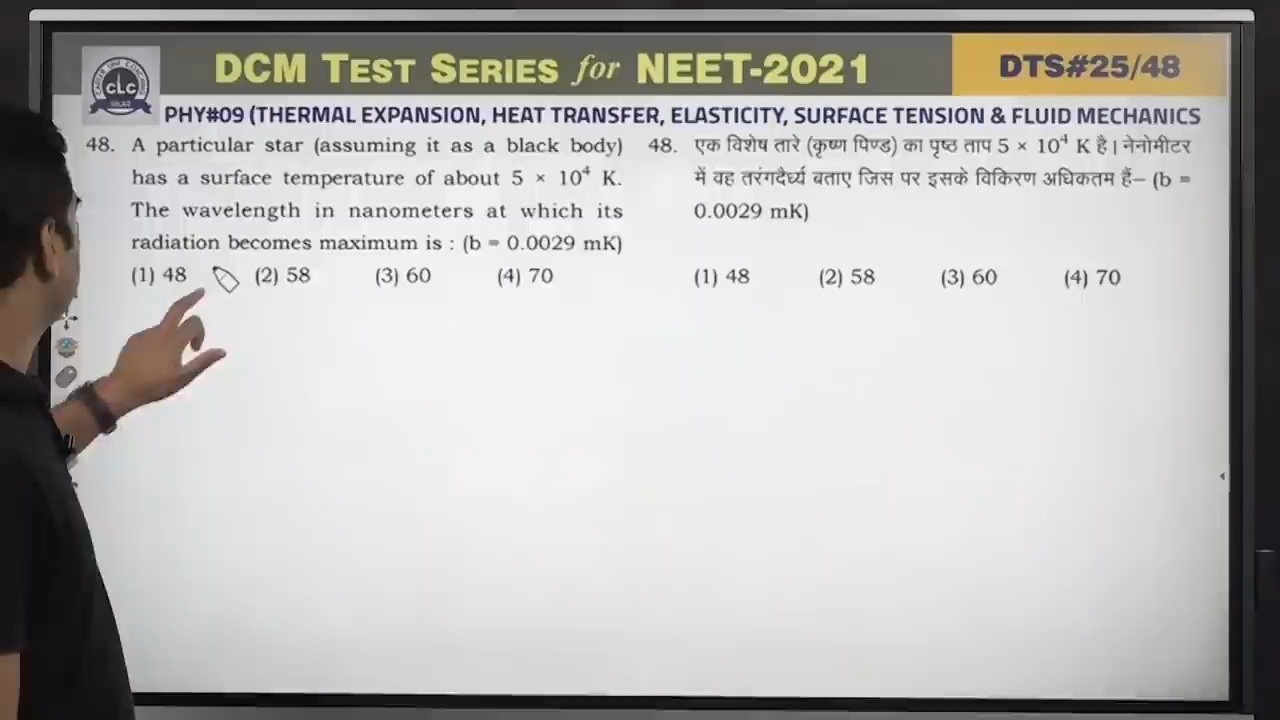 DCM TEST SERIES for NEET-2021
DTS#25/48
CLC
PHY#09 (THERMAL EXPANSION, HEAT TRANSFER, ELASTICITY, SURFACE TENSION & FLUID MECHANICS
48. A particular star (assuming it as a black body)
has a surface temperature of about 5 × 10⁴ K.
The wavelength in nanometers at which its
radiation becomes maximum is : (b = 0.0029 mK)
(1) 48 (2) 58 (3) 60 (4) 70
48. एक विशेष तारे (कृष्ण पिण्ड) का पृष्ठ ताप 5 × 10⁴ K है। नेनोमीटर
में वह तरंगदैर्ध्य बताए जिस पर इसके विकिरण अधिकतम हैं– (b =
0.0029 mK)
(1) 48 (2) 58 (3) 60 (4) 70